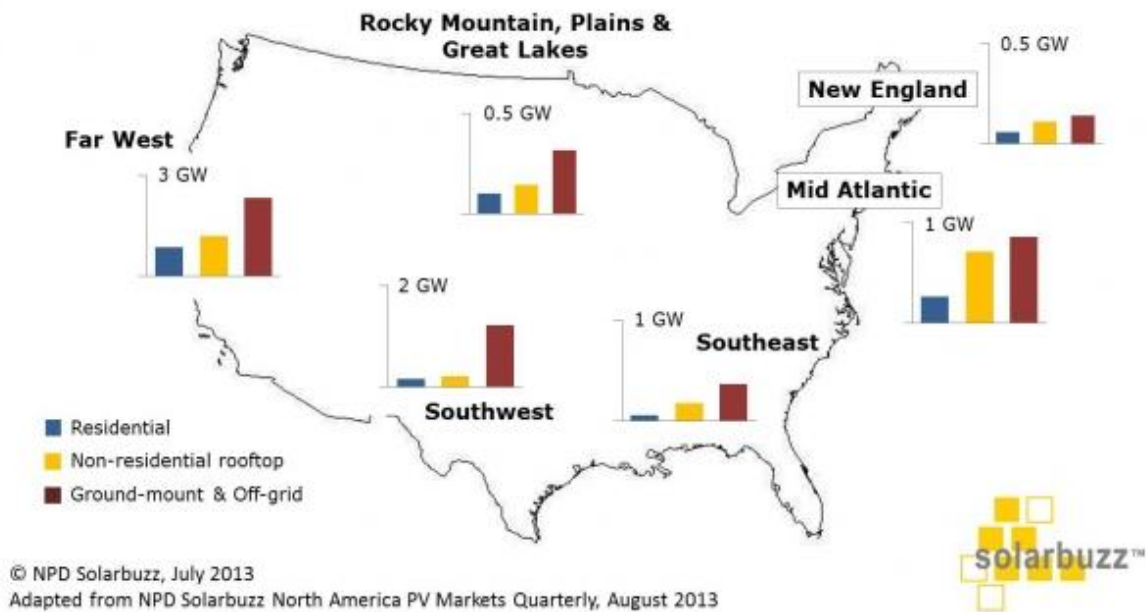 Rocky Mountain, Plains &
Great Lakes
0.5 GW
New England
0.5 GW
Far West
3 GW
Mid Atlantic
1 GW
2 GW
Southwest
1 GW
Southeast
Residential
Non-residential rooftop
Ground-mount & Off-grid
solarbuzz™
© NPD Solarbuzz, July 2013
Adapted from NPD Solarbuzz North America PV Markets Quarterly, August 2013